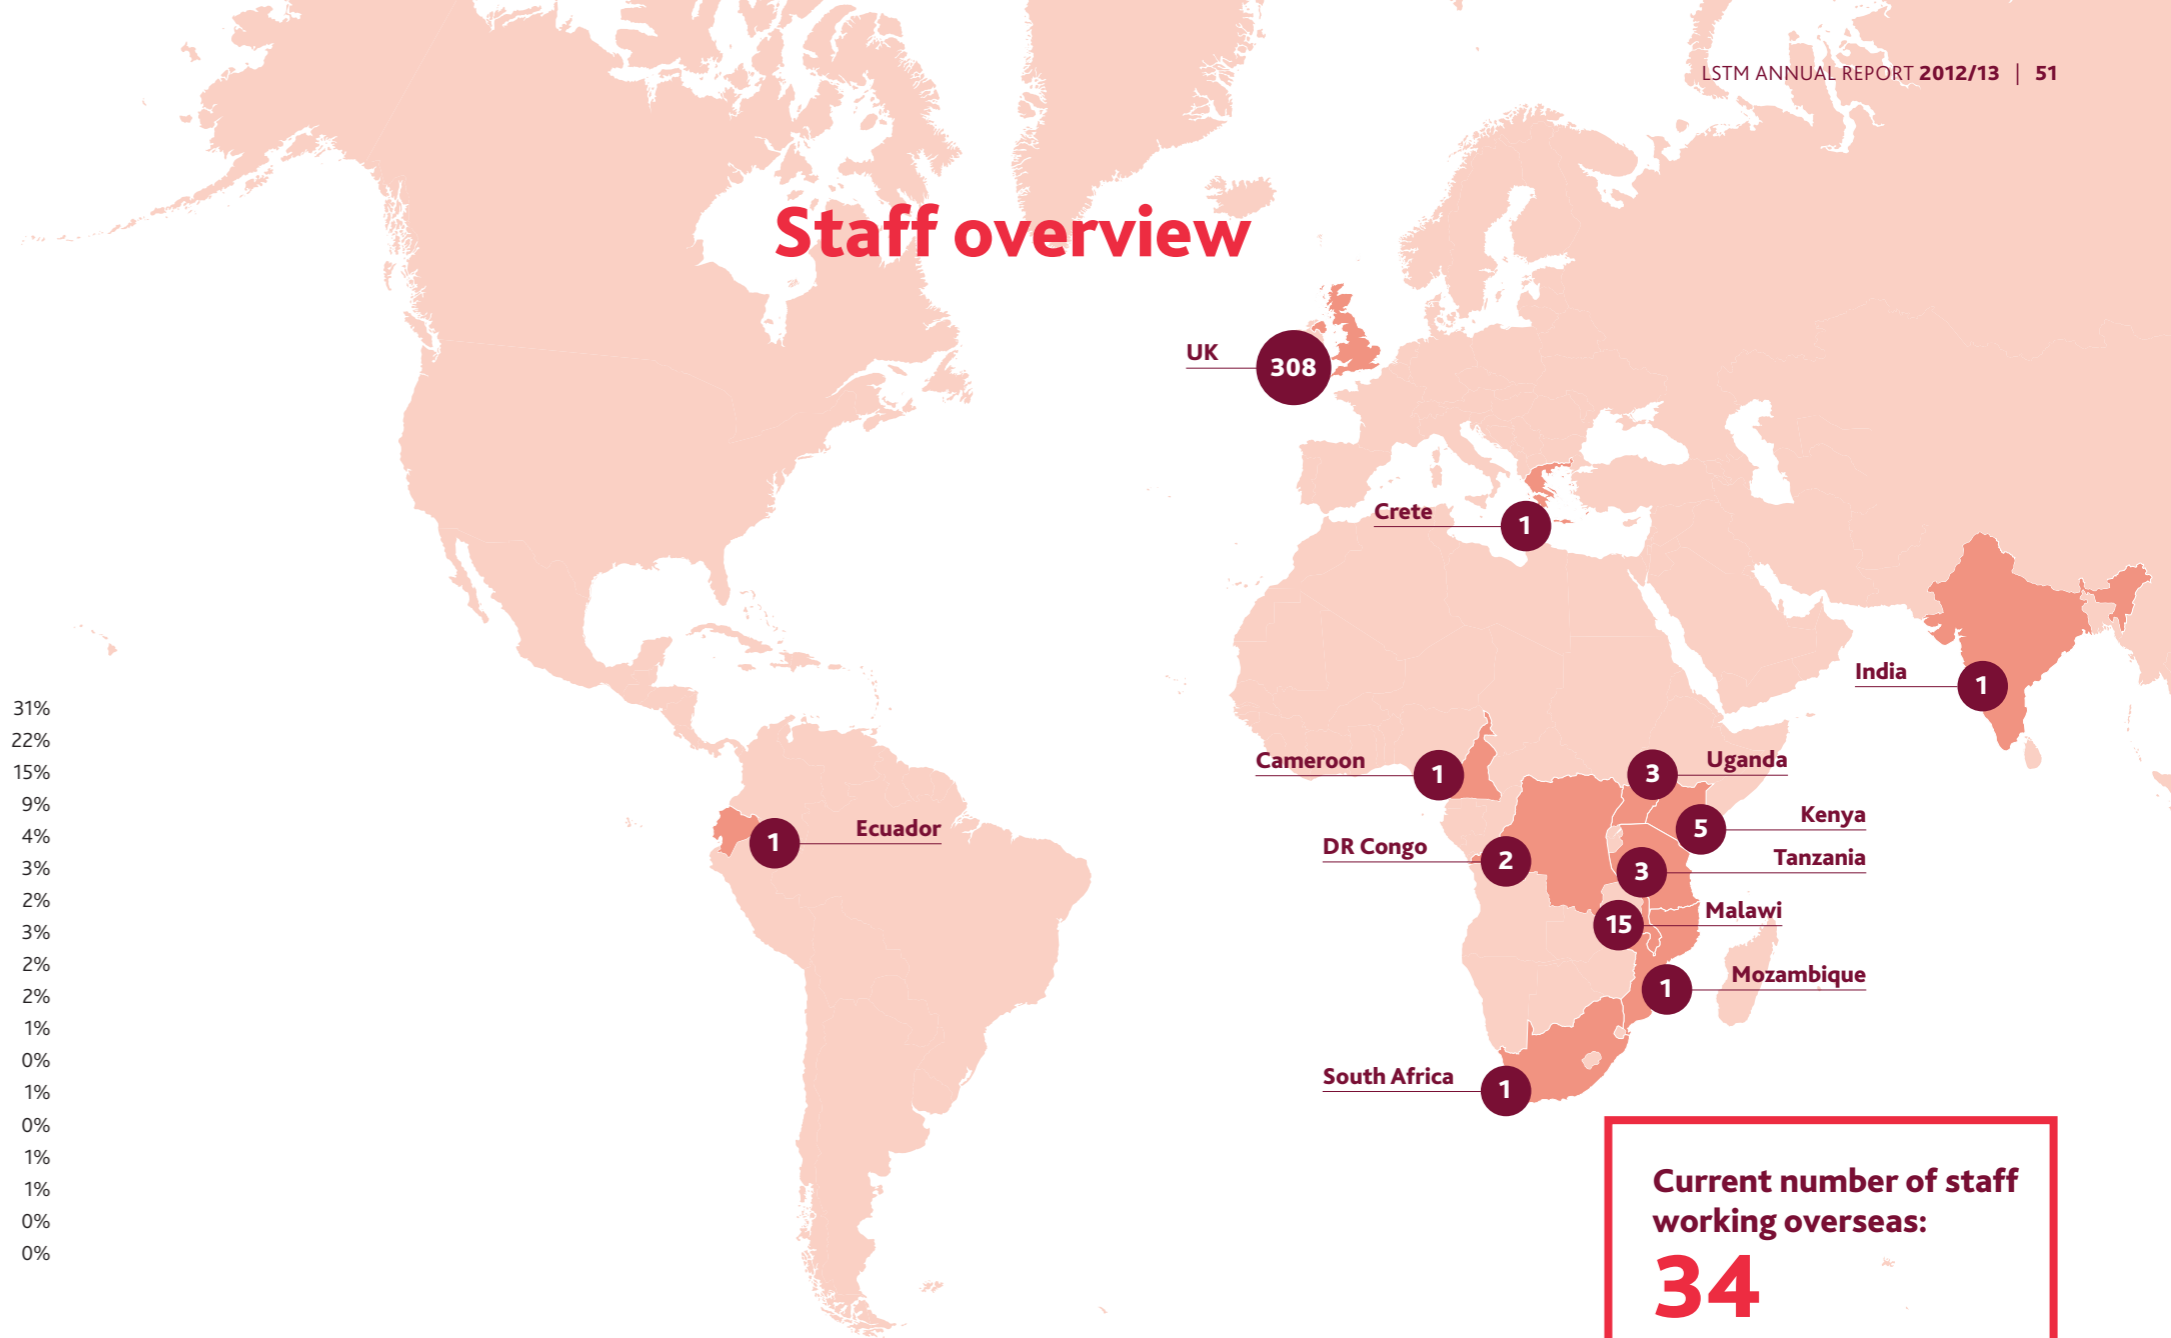 LSTM ANNUAL REPORT 2012/13 | 51
Staff overview
UK
308
Crete
1
India
1
Cameroon
1
3
Uganda
5
Kenya
1
Ecuador
DR Congo
2
3
Tanzania
15
Malawi
1
Mozambique
South Africa
1
31%
22%
15%
9%
4%
3%
2%
3%
2%
2%
1%
0%
1%
0%
1%
1%
0%
0%
Current number of staff
working overseas:
34